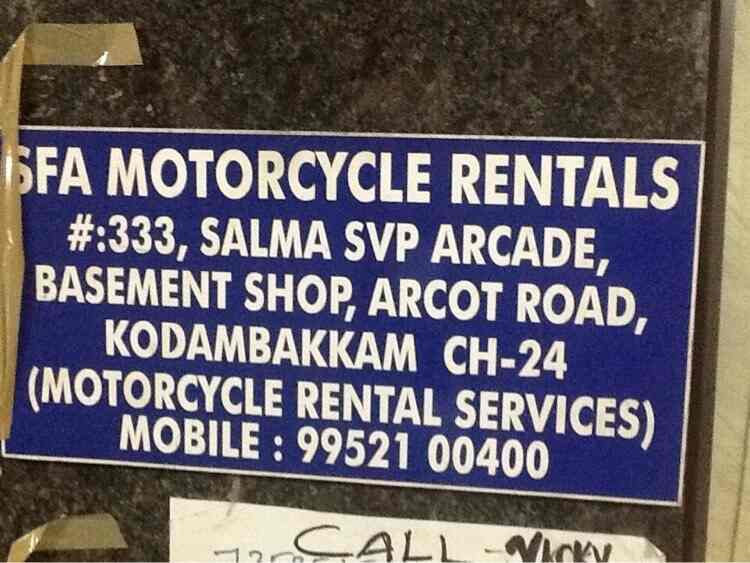 SFA MOTORCYCLE RENTALS
#:333, SALMA SVP ARCADE,
BASEMENT SHOP, ARCOT ROAD,
KODAMBAKKAM CH-24
(MOTORCYCLE RENTAL SERVICES)
MOBILE : 99521 00400
CALL - VICKY